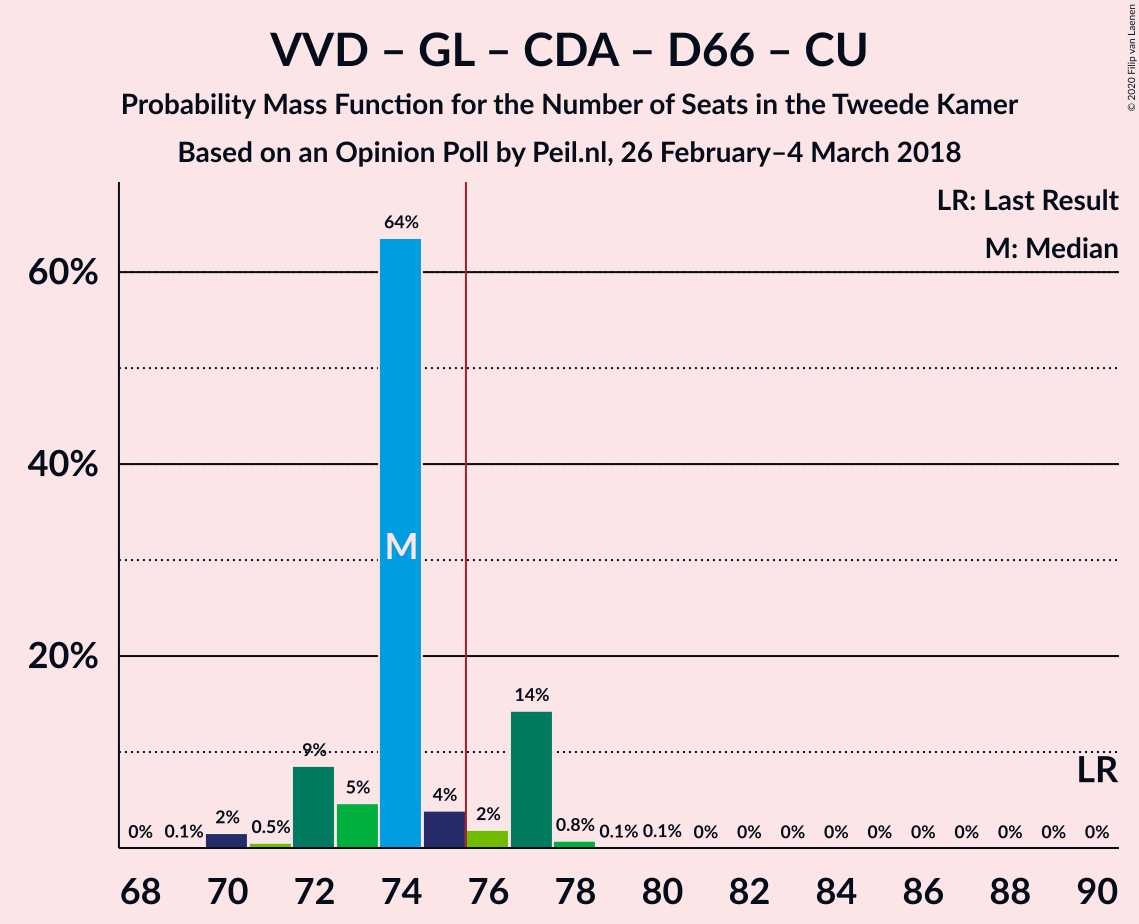 VVD – GL – CDA – D66 – CU
Probability Mass Function for the Number of Seats in the Tweede Kamer
Based on an Opinion Poll by Peil.nl, 26 February–4 March 2018
© 2020 Filip van Laenen
LR: Last Result
M: Median
60%
40%
20%
0% 0.1% 2% 0.5% 9% 5% 64% 4% 2% 14% 0.8% 0.1% 0.1% 0% 0% 0% 0% 0% 0% 0% 0% 0% 0%
M
LR
68 70 72 74 76 78 80 82 84 86 88 90